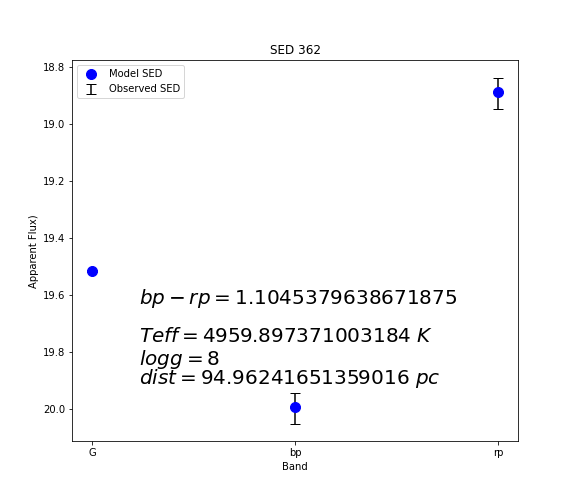 SED 362
Model SED
Observed SED
18.8
19.0
19.2
19.4
19.6
19.8
20.0
Apparent Flux)
bp − rp = 1.1045379638671875
Teff = 4959.897371003184 K
logg = 8
dist = 94.96241651359016 pc
G bp rp
Band